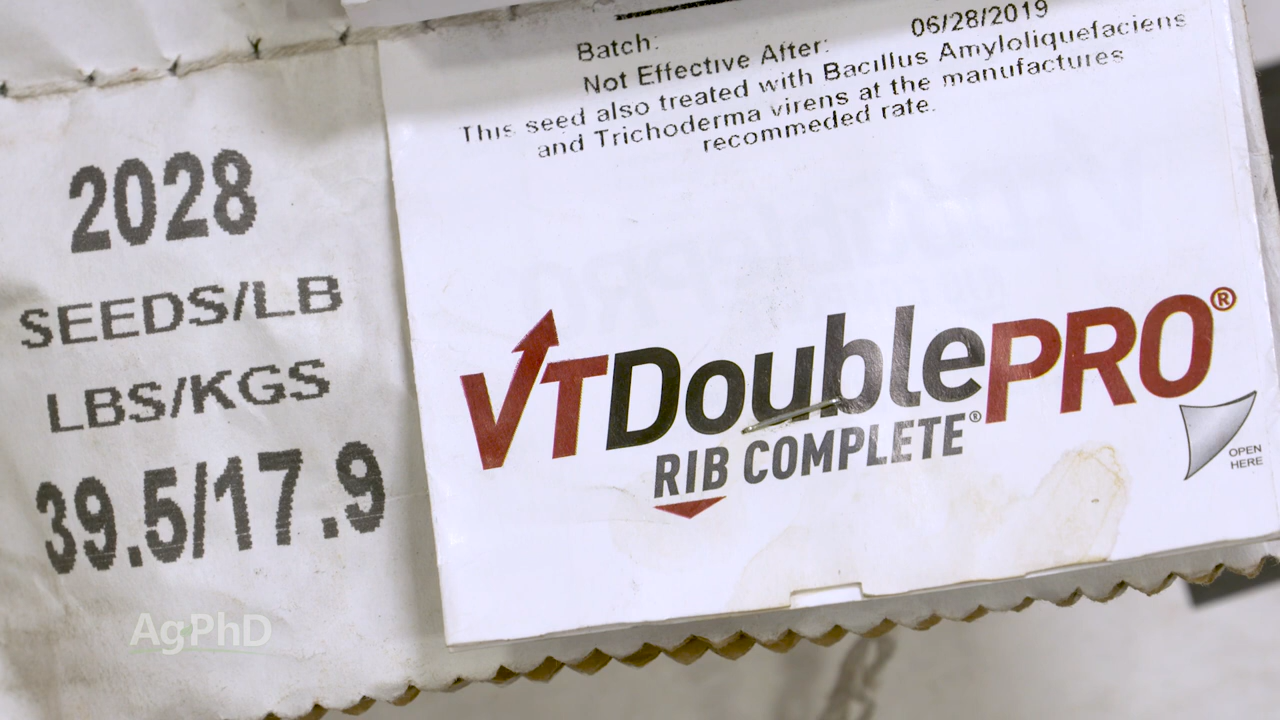 2028
SEEDS/LB
LBS/KGS
39.5/17.9
Batch:
Not Effective After: 06/28/2019
This seed also treated with Bacillus Amyloliquefaciens
and Trichoderma virens at the manufactures
recommeded rate.
VTDoublePRO®
RIB COMPLETE®
OPEN
HERE
AgPhD